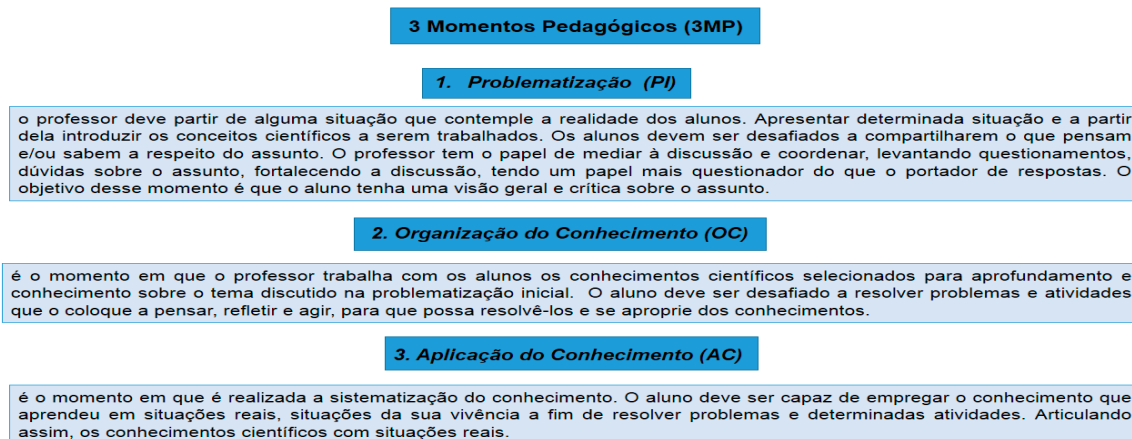 3 Momentos Pedagógicos (3MP)
1. Problematização (PI)
o professor deve partir de alguma situação que contemple a realidade dos alunos. Apresentar determinada situação e a partir
dela introduzir os conceitos científicos a serem trabalhados. Os alunos devem ser desafiados a compartilharem o que pensam
e/ou sabem a respeito do assunto. O professor tem o papel de mediar à discussão e coordenar, levantando questionamentos,
dúvidas sobre o assunto, fortalecendo a discussão, tendo um papel mais questionador do que o portador de respostas. O
objetivo desse momento é que o aluno tenha uma visão geral e crítica sobre o assunto.
2. Organização do Conhecimento (OC)
é o momento em que o professor trabalha com os alunos os conhecimentos científicos selecionados para aprofundamento e
conhecimento sobre o tema discutido na problematização inicial. O aluno deve ser desafiado a resolver problemas e atividades
que o coloque a pensar, refletir e agir, para que possa resolvê-los e se aproprie dos conhecimentos.
3. Aplicação do Conhecimento (AC)
é o momento em que é realizada a sistematização do conhecimento. O aluno deve ser capaz de empregar o conhecimento que
aprendeu em situações reais, situações da sua vivência a fim de resolver problemas e determinadas atividades. Articulando
assim, os conhecimentos científicos com situações reais.